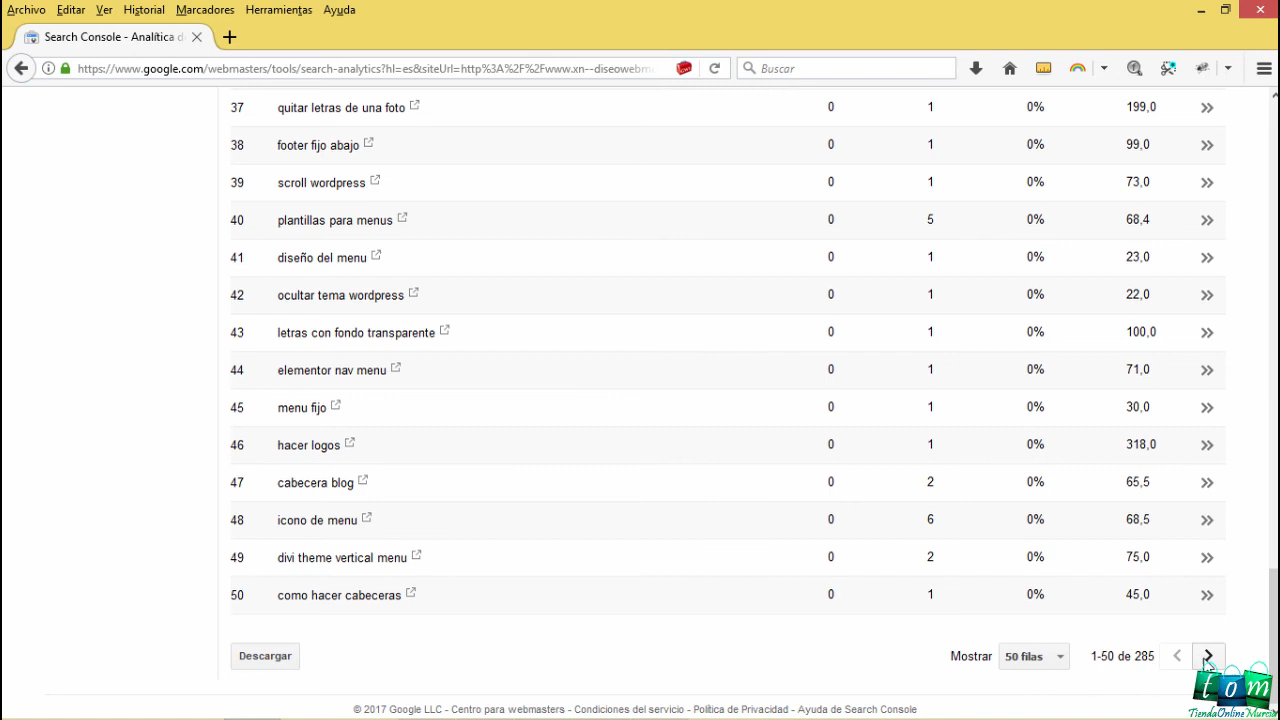 Archivo Editar Ver Historial Marcadores Herramientas Ayuda
Search Console - Analítica d
https://www.google.com/webmasters/tools/search-analytics?hl=es&siteUrl=http%3A%2F%2Fwww.xn--diseowebm
Buscar
37 quitar letras de una foto 0 1 0% 199,0
38 footer fijo abajo 0 1 0% 99,0
39 scroll wordpress 0 1 0% 73,0
40 plantillas para menus 0 5 0% 68,4
41 diseño del menu 0 1 0% 23,0
42 ocultar tema wordpress 0 1 0% 22,0
43 letras con fondo transparente 0 1 0% 100,0
44 elementor nav menu 0 1 0% 71,0
45 menu fijo 0 1 0% 30,0
46 hacer logos 0 1 0% 318,0
47 cabecera blog 0 2 0% 65,5
48 icono de menu 0 6 0% 68,5
49 divi theme vertical menu 0 2 0% 75,0
50 como hacer cabeceras 0 1 0% 45,0
Descargar Mostrar 50 filas 1-50 de 285
tom
TiendaOnlineMurcia
© 2017 Google LLC - Centro para webmasters - Condiciones del servicio - Política de Privacidad - Ayuda de Search Console